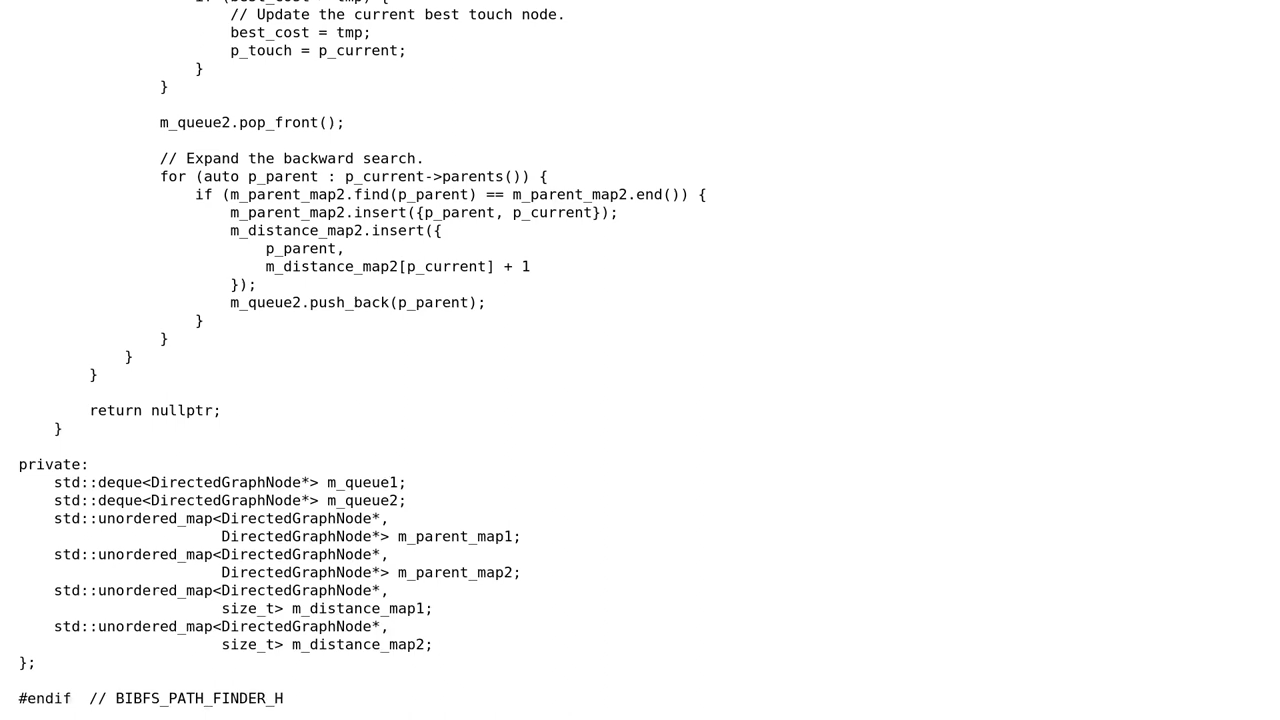 if (best_cost > tmp) {
// Update the current best touch node.
best_cost = tmp;
p_touch = p_current;
}
}
m_queue2.pop_front();
// Expand the backward search.
for (auto p_parent : p_current->parents()) {
if (m_parent_map2.find(p_parent) == m_parent_map2.end()) {
m_parent_map2.insert({p_parent, p_current});
m_distance_map2.insert({
p_parent,
m_distance_map2[p_current] + 1
});
m_queue2.push_back(p_parent);
}
}
}
}
return nullptr;
}
private:
std::deque<DirectedGraphNode*> m_queue1;
std::deque<DirectedGraphNode*> m_queue2;
std::unordered_map<DirectedGraphNode*,
DirectedGraphNode*> m_parent_map1;
std::unordered_map<DirectedGraphNode*,
DirectedGraphNode*> m_parent_map2;
std::unordered_map<DirectedGraphNode*,
size_t> m_distance_map1;
std::unordered_map<DirectedGraphNode*,
size_t> m_distance_map2;
};
#endif // BIBFS_PATH_FINDER_H